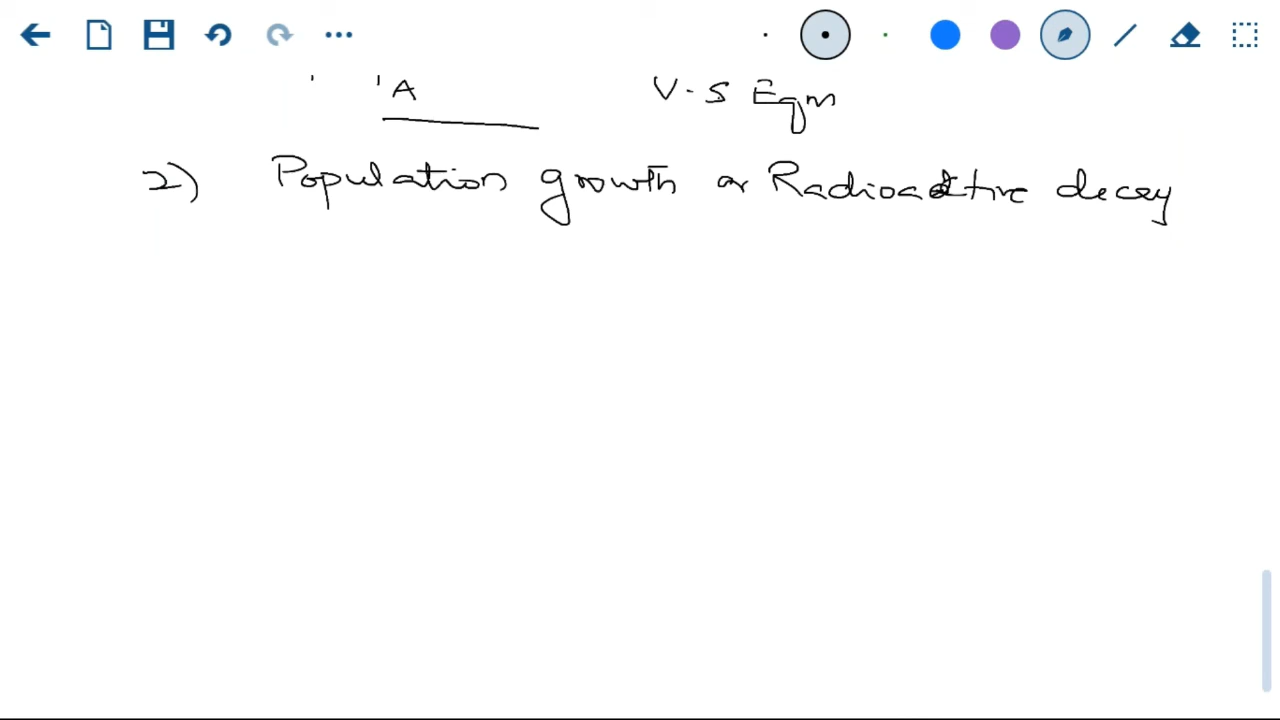 A V-S Eqn
2) Population growth or Radioactive decay